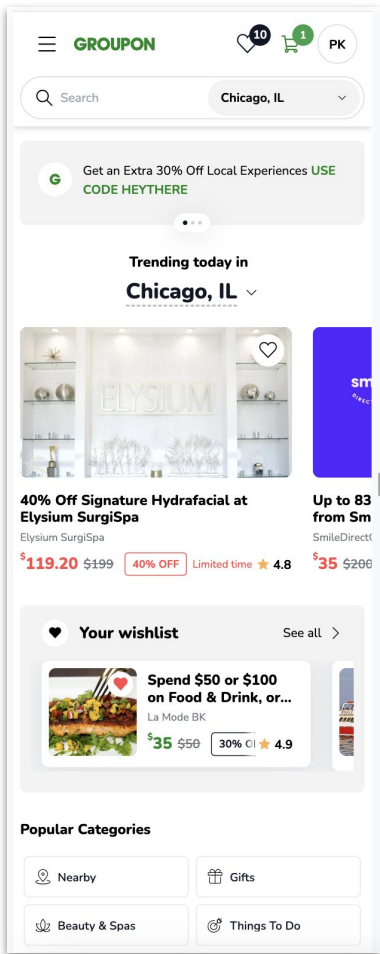 GROUPON
10
1
PK
Search
Chicago, IL
G
Get an Extra 30% Off Local Experiences USE
CODE HEYTHERE
Trending today in
Chicago, IL
ELYSIUM
40% Off Signature Hydrafacial at
Elysium SurgiSpa
Elysium SurgiSpa
$119.20 $199 40% OFF Limited time 4.8
sm
DIREC
Up to 83
from Sm
SmileDirectC
$35 $200
Your wishlist
See all
Spend $50 or $100
on Food & Drink, or...
La Mode BK
$35 $50 30% O 4.9
Popular Categories
Nearby
Gifts
Beauty & Spas
Things To Do